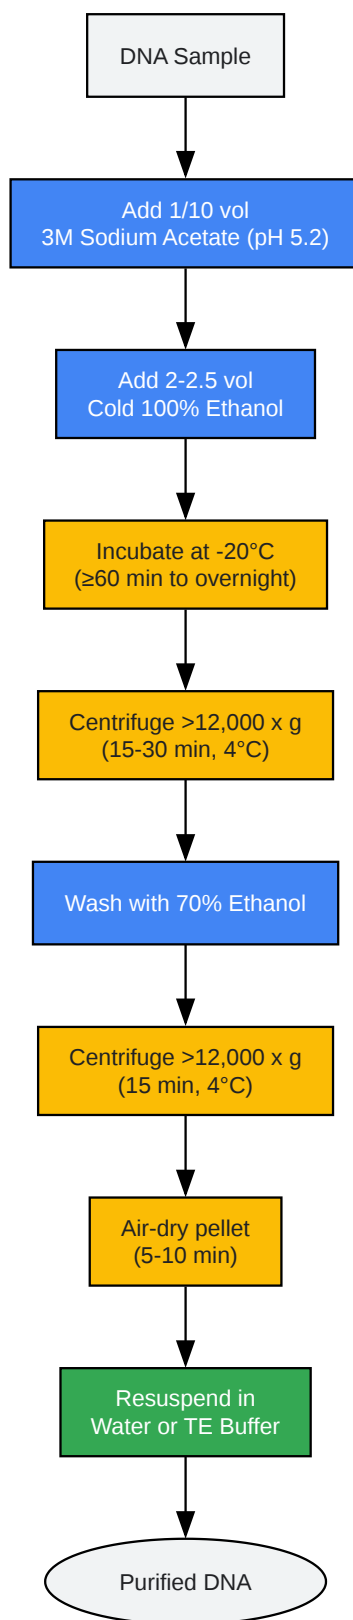 DNA Sample
Add 1/10 vol
3M Sodium Acetate (pH 5.2)
Add 2-2.5 vol
Cold 100% Ethanol
Incubate at -20°C
(≥60 min to overnight)
Centrifuge >12,000 x g
(15-30 min, 4°C)
Wash with 70% Ethanol
Centrifuge >12,000 x g
(15 min, 4°C)
Air-dry pellet
(5-10 min)
Resuspend in
Water or TE Buffer
Purified DNA